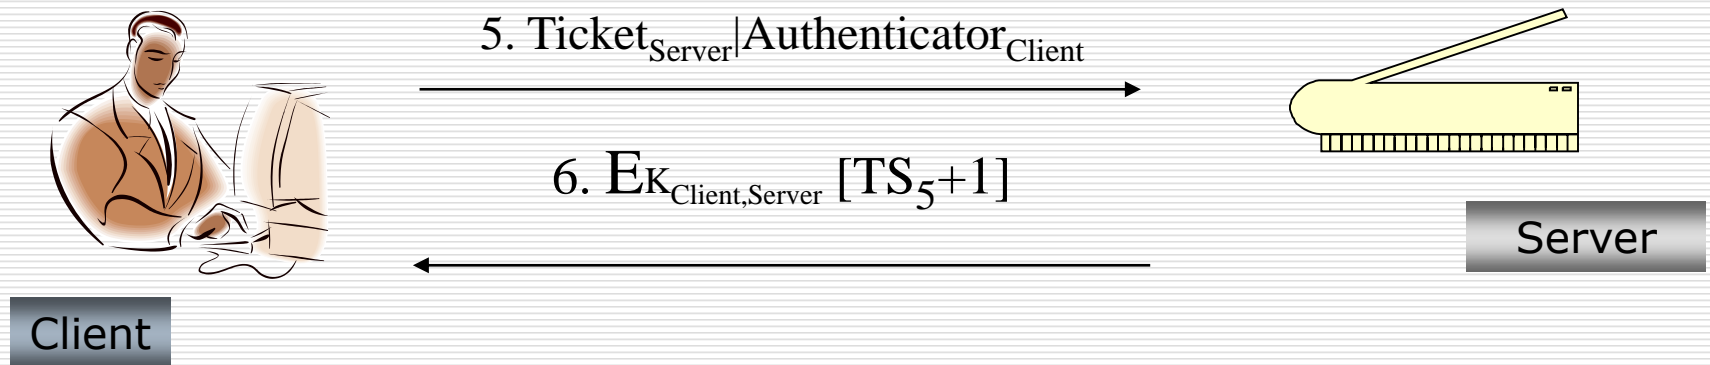 5. Ticket_Server|Authenticator_Client
6. E_K_Client,Server [TS_5+1]
Server
Client